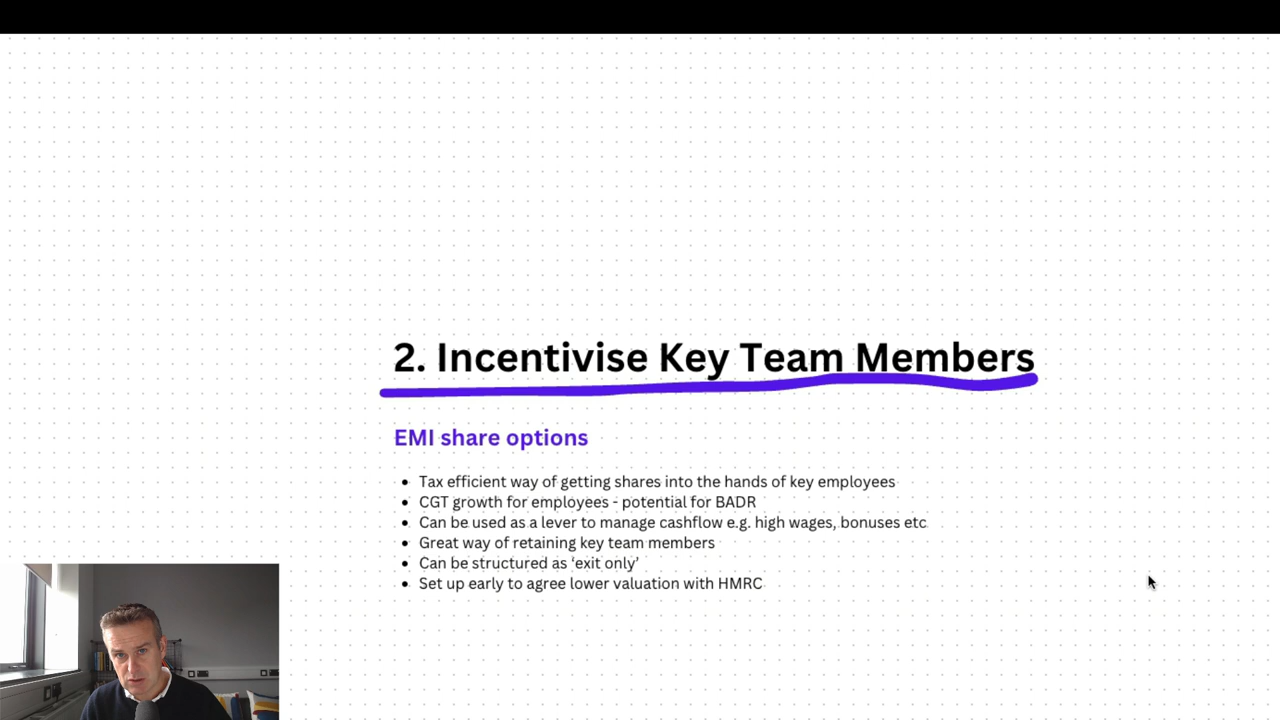 2. Incentivise Key Team Members
EMI share options
• Tax efficient way of getting shares into the hands of key employees
• CGT growth for employees - potential for BADR
• Can be used as a lever to manage cashflow e.g. high wages, bonuses etc
• Great way of retaining key team members
• Can be structured as ‘exit only’
• Set up early to agree lower valuation with HMRC